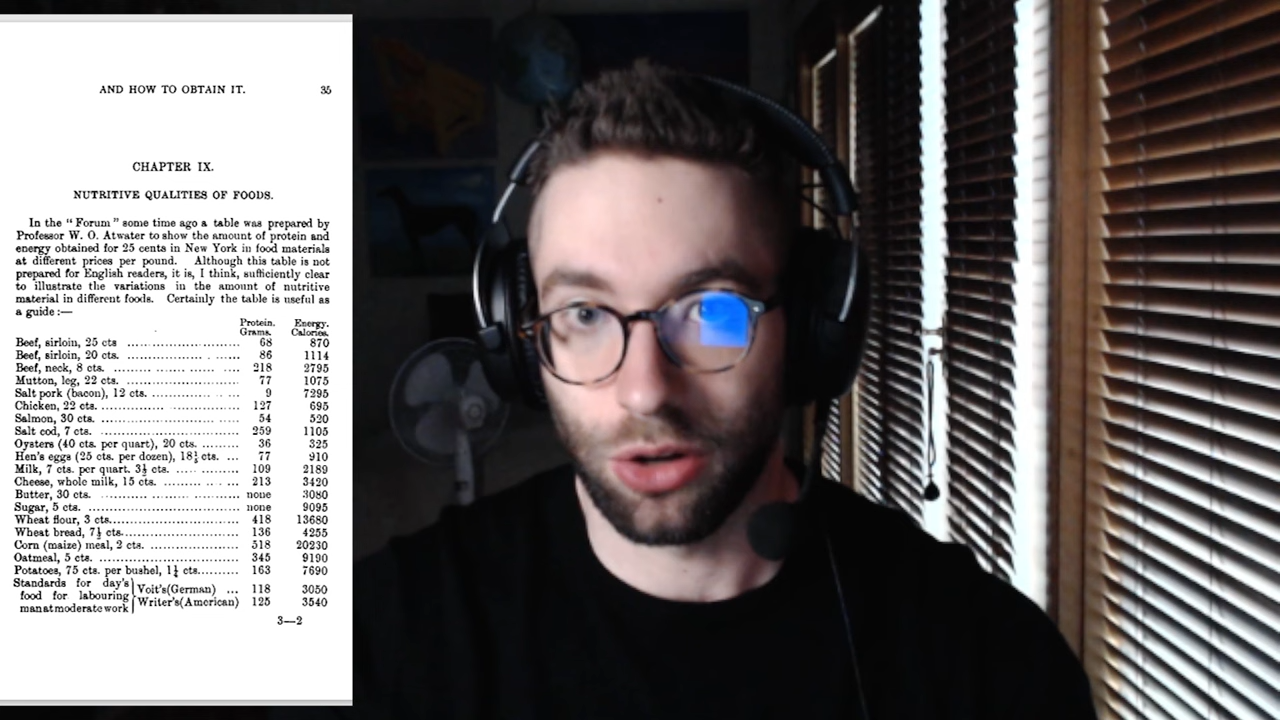 AND HOW TO OBTAIN IT. 35
CHAPTER IX.
NUTRITIVE QUALITIES OF FOODS.
In the "Forum" some time ago a table was prepared by
Professor W. O. Atwater to show the amount of protein and
energy obtained for 25 cents in New York in food materials
at different prices per pound. Although this table is not
prepared for English readers, it is, I think, sufficiently clear
to illustrate the variations in the amount of nutritive
material in different foods. Certainly the table is useful as
a guide :—
Protein. Energy.
Grams. Calories.
Beef, sirloin, 25 cts ........................ 68 870
Beef, sirloin, 20 cts. ........................ 86 1114
Beef, neck, 8 cts. ........................ 218 2795
Mutton, leg, 22 cts. ........................ 77 1075
Salt pork (bacon), 12 cts. ........................ 9 7295
Chicken, 22 cts. ........................ 127 695
Salmon, 30 cts. ........................ 54 520
Salt cod, 7 cts. ........................ 259 1105
Oysters (40 cts. per quart), 20 cts. ......... 36 325
Hen's eggs (25 cts. per dozen), 18½ cts. ... 77 910
Milk, 7 cts. per quart. 3½ cts. ............... 109 2189
Cheese, whole milk, 15 cts. ............... 213 3420
Butter, 30 cts. ........................ none 3080
Sugar, 5 cts. ........................ none 9095
Wheat flour, 3 cts........................ 418 13680
Wheat bread, 7½ cts........................ 136 4255
Corn (maize) meal, 2 cts. ..................... 518 20230
Oatmeal, 5 cts. ........................ 345 9190
Potatoes, 75 cts. per bushel, 1¼ cts.......... 163 7690
Standards for day's
food for labouring
man at moderate work
Voit's (German) ... 118 3050
Writer's (American) 125 3540
3—2